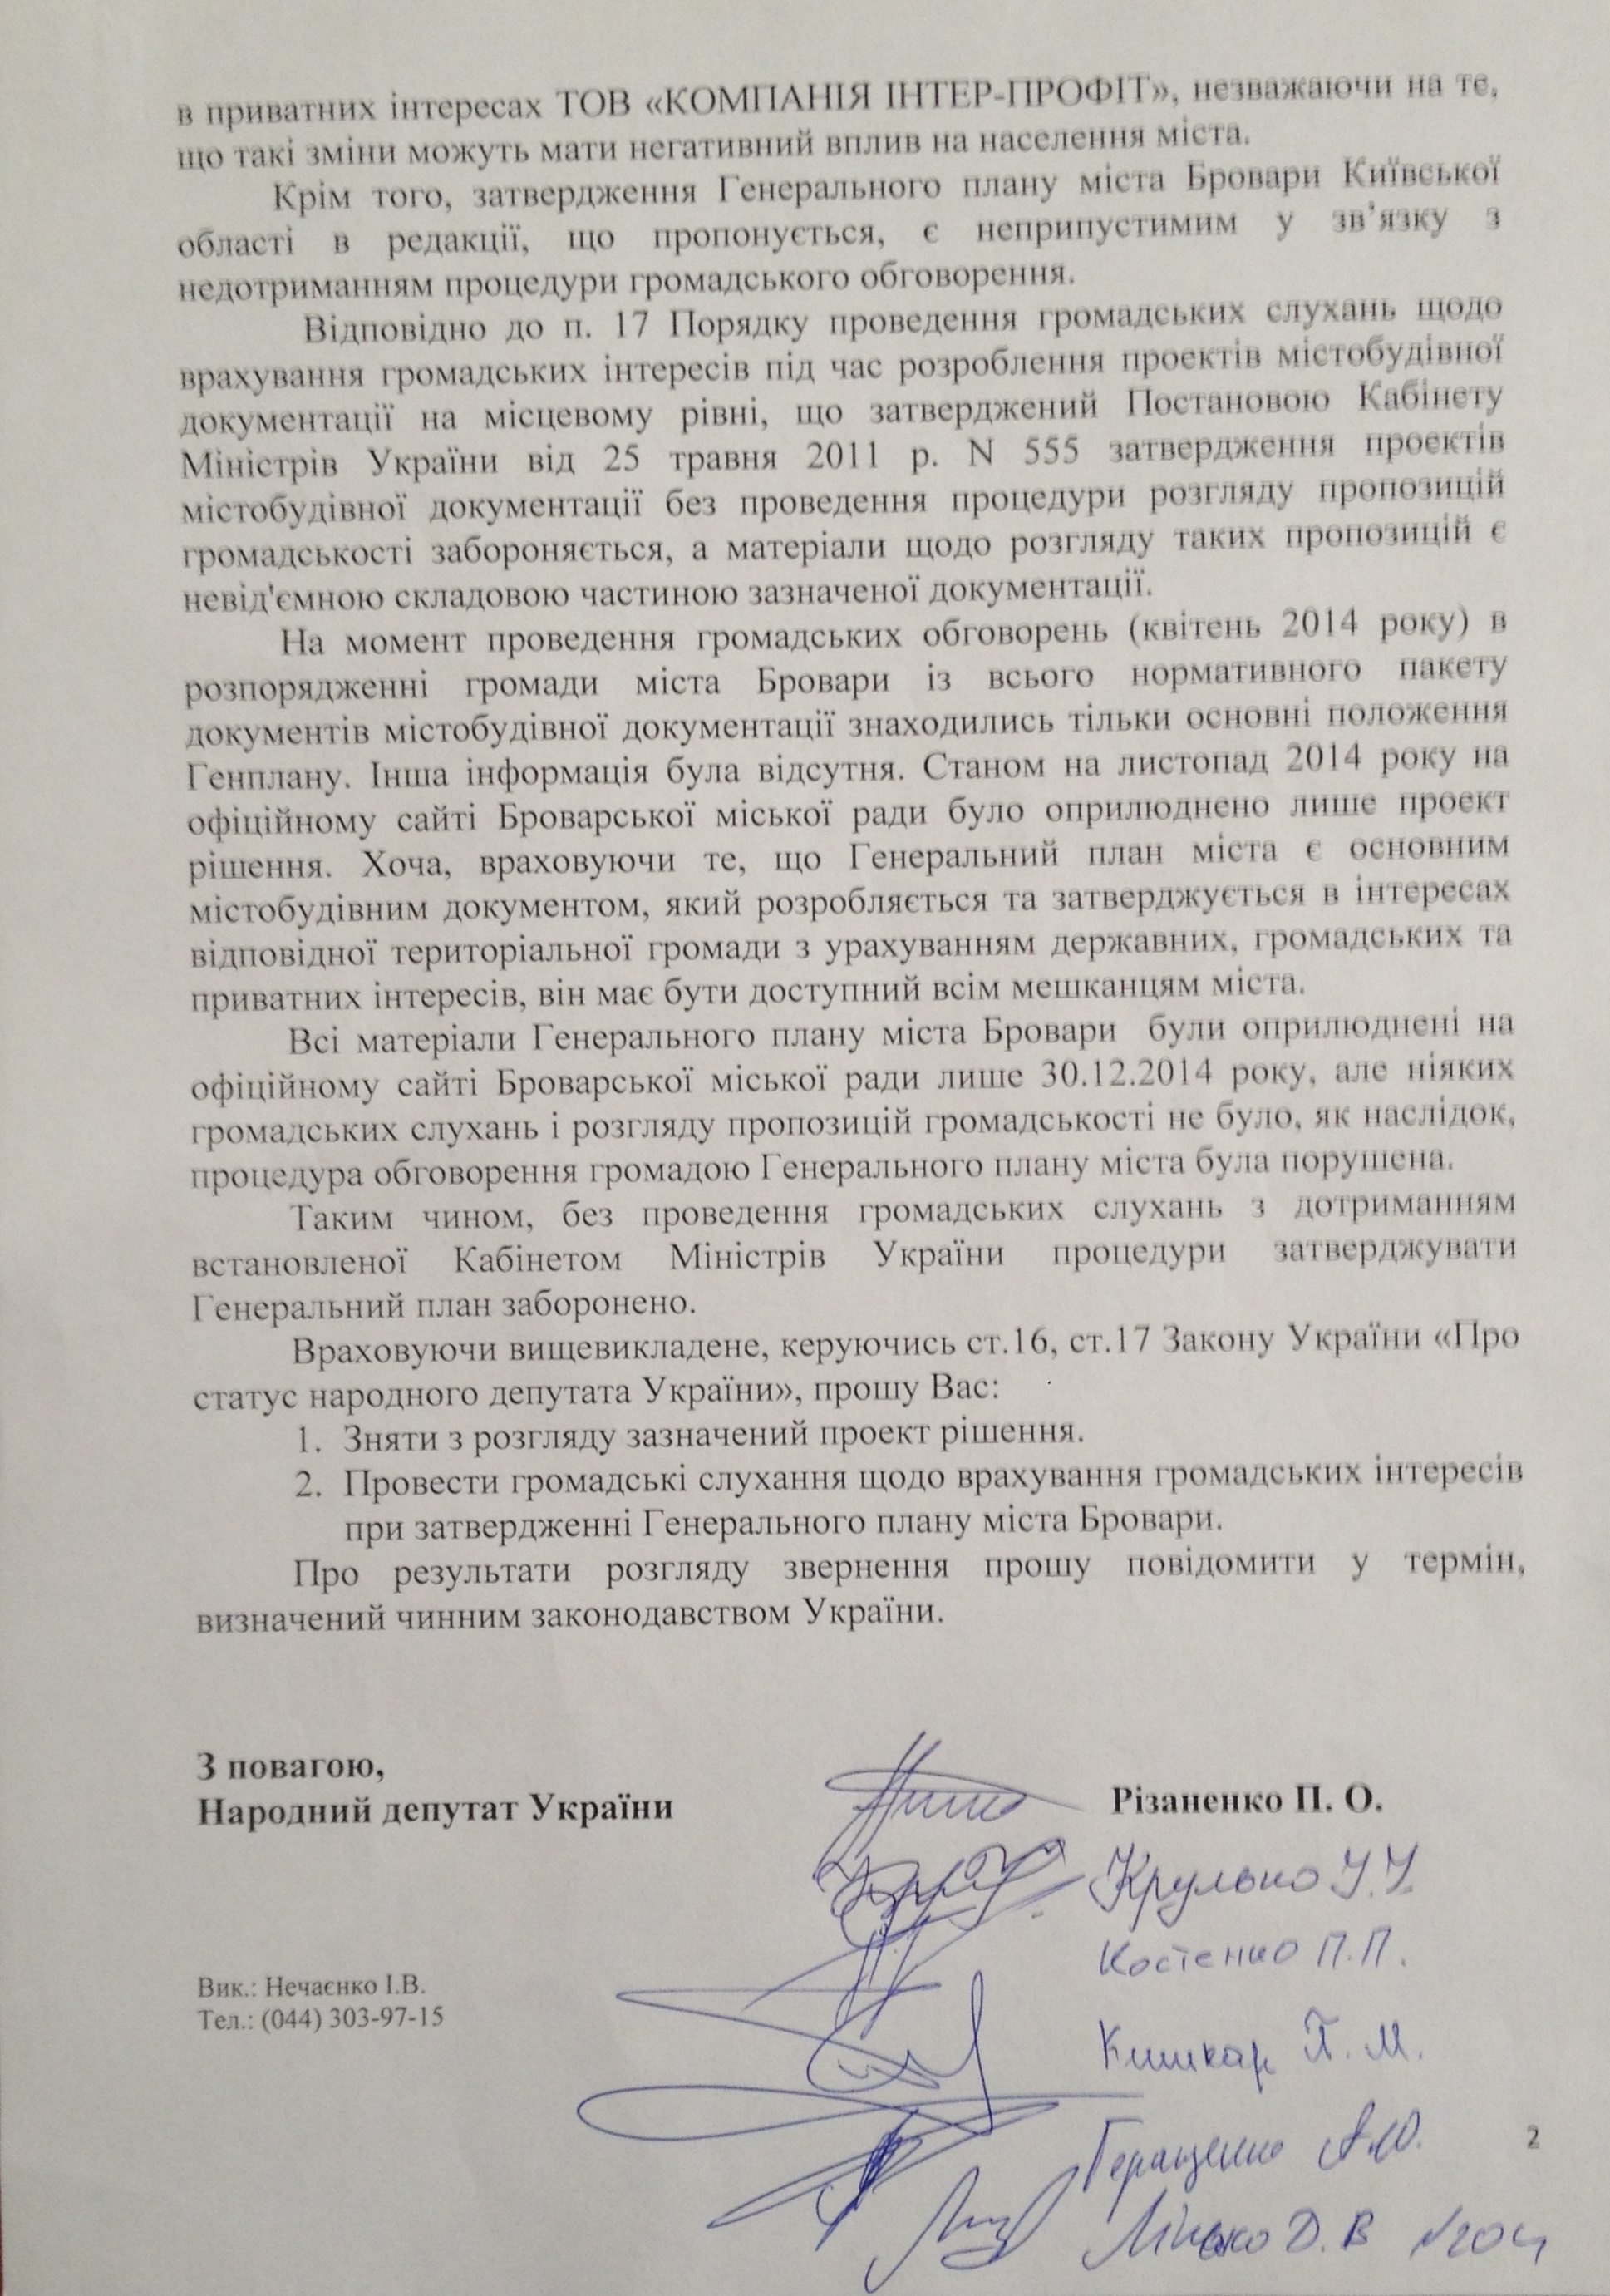 в приватних інтересах ТОВ «КОМПАНІЯ ІНТЕР-ПРОФІТ», незважаючи на те,
що такі зміни можуть мати негативний вплив на населення міста.
Крім того, затвердження Генерального плану міста Бровари Київської
області в редакції, що пропонується, є неприпустимим у зв'язку з
недотриманням процедури громадського обговорення.
Відповідно до п. 17 Порядку проведення громадських слухань щодо
врахування громадських інтересів під час розроблення проектів містобудівної
документації на місцевому рівні, що затверджений Постановою Кабінету
Міністрів України від 25 травня 2011 р. N 555 затвердження проектів
містобудівної документації без проведення процедури розгляду пропозицій
громадськості забороняється, а матеріали щодо розгляду таких пропозицій є
невід'ємною складовою частиною зазначеної документації.
На момент проведення громадських обговорень (квітень 2014 року) в
розпорядженні громади міста Бровари із всього нормативного пакету
документів містобудівної документації знаходились тільки основні положення
Генплану. Інша інформація була відсутня. Станом на листопад 2014 року на
офіційному сайті Броварської міської ради було оприлюднено лише проект
рішення. Хоча, враховуючи те, що Генеральний план міста є основним
містобудівним документом, який розробляється та затверджується в інтересах
відповідної територіальної громади з урахуванням державних, громадських та
приватних інтересів, він має бути доступний всім мешканцям міста.
Всі матеріали Генерального плану міста Бровари були оприлюднені на
офіційному сайті Броварської міської ради лише 30.12.2014 року, але ніяких
громадських слухань і розгляду пропозицій громадськості не було, як наслідок,
процедура обговорення громадою Генерального плану міста була порушена.
Таким чином, без проведення громадських слухань з дотриманням
встановленої Кабінетом Міністрів України процедури затверджувати
Генеральний план заборонено.
Враховуючи вищевикладене, керуючись ст.16, ст.17 Закону України «Про
статус народного депутата України», прошу Вас:
1. Зняти з розгляду зазначений проект рішення.
2. Провести громадські слухання щодо врахування громадських інтересів
при затвердженні Генерального плану міста Бровари.
Про результати розгляду звернення прошу повідомити у термін,
визначений чинним законодавством України.
З повагою,
Народний депутат України
Різаненко П. О.
Крулько І.І.
Костенко П.П.
Вик.: Нечаєнко І.В.
Тел.: (044) 303-97-15
Кишкар П.М.
Геращенко А.Ю.
2
Лінько Д.В